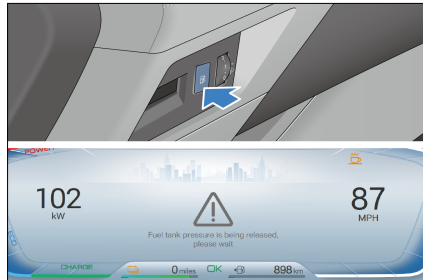 POWER
102
kW
87
MPH
Fuel tank pressure is being released,
please wait
CHARGE
0 miles
OK
898 km